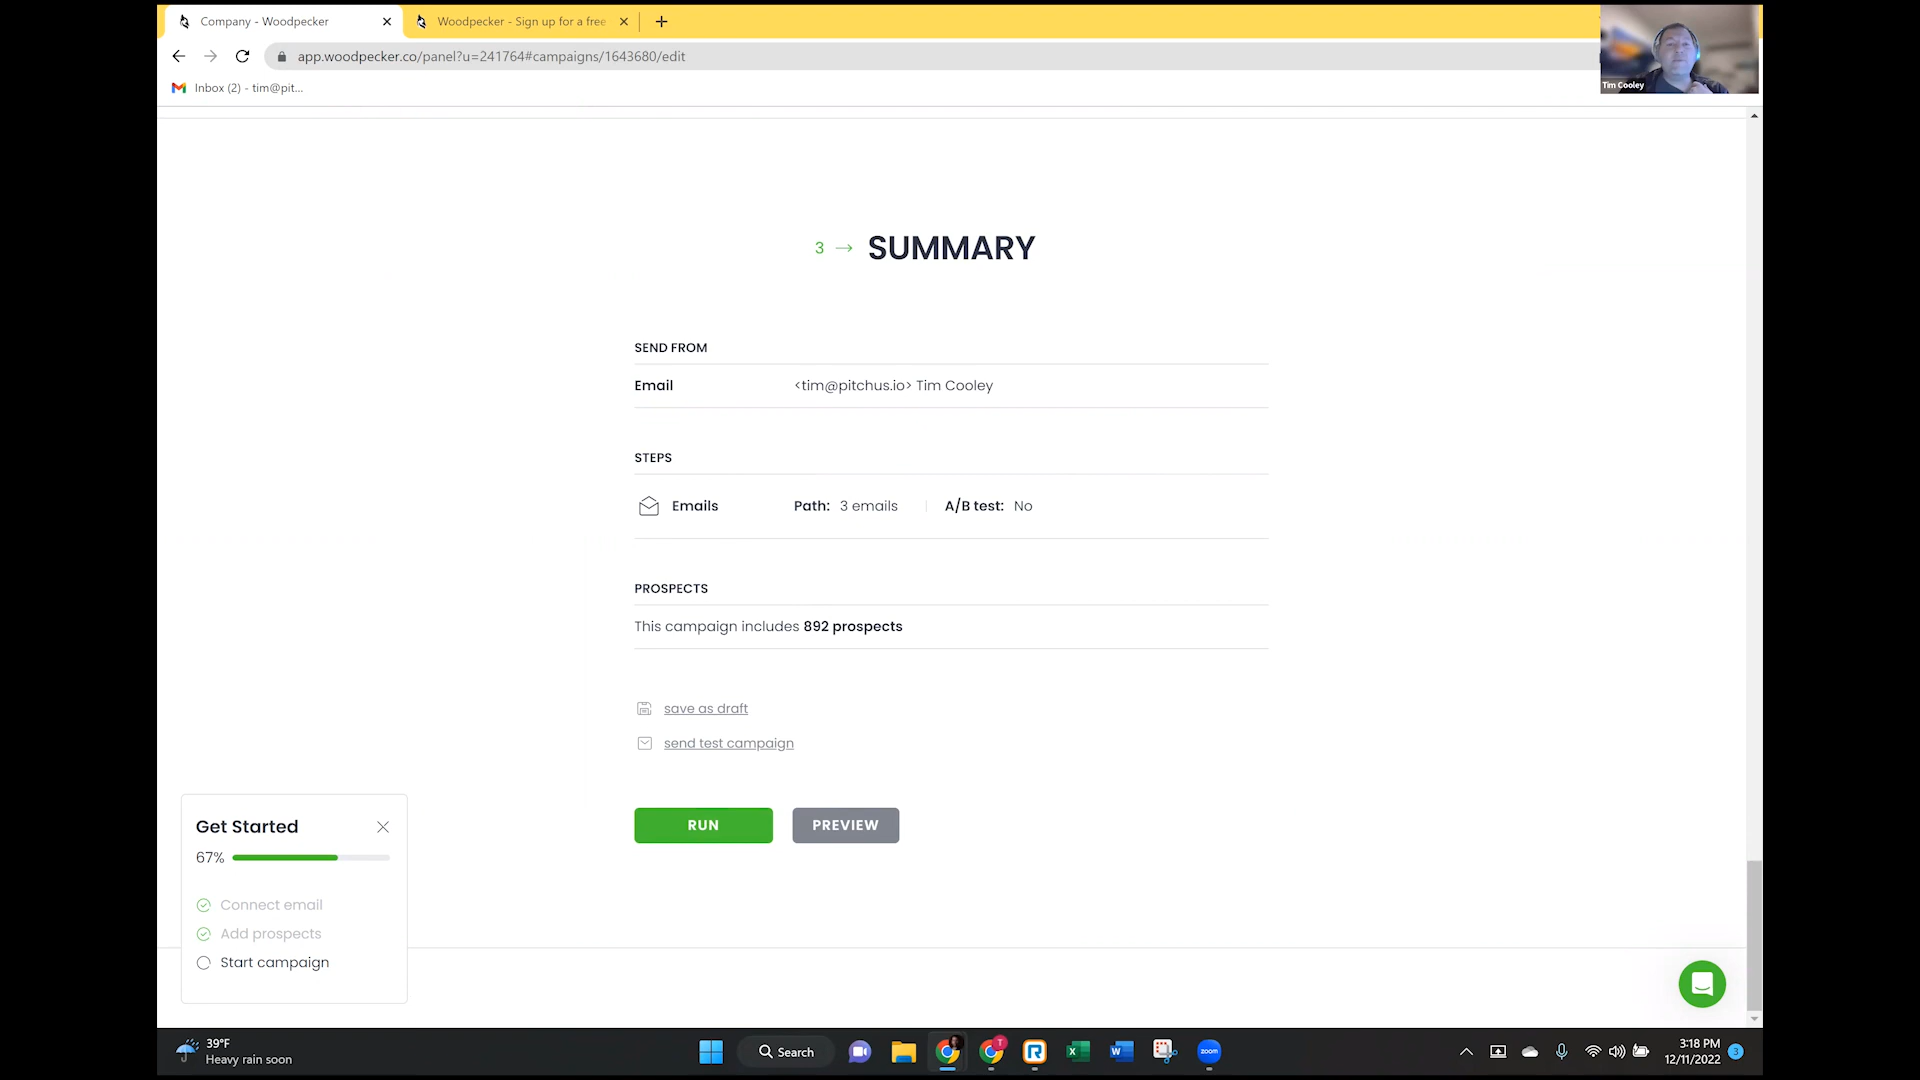 Company - Woodpecker
Woodpecker - Sign up for a free
app.woodpecker.co/panel?u=241764#campaigns/1643680/edit
Inbox (2) - tim@pit...
Tim Cooley
3 → SUMMARY
SEND FROM
Email <tim@pitchus.io> Tim Cooley
STEPS
Emails Path: 3 emails A/B test: No
PROSPECTS
This campaign includes 892 prospects
save as draft
send test campaign
RUN PREVIEW
Get Started
67%
Connect email
Add prospects
Start campaign
39°F
Heavy rain soon
Search
T
R
X
W
zoom
3:18 PM
12/11/2022
3